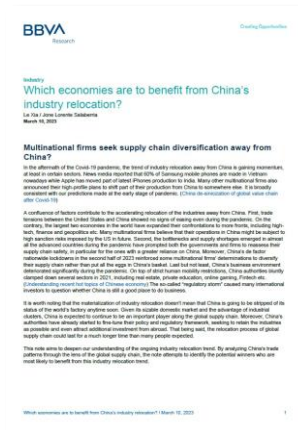 BBVA
Research
Creating Opportunities
Industry
Which economies are to benefit from China's
industry relocation?
Le Xia / Jone Lorente Salaberria
March 10, 2023
Multinational firms seek supply chain diversification away from
China?
In the aftermath of the Covid-19 pandemic, the trend of industry relocation away from China is gaining momentum,
at least in certain sectors. News media reported that 60% of Samsung mobile phones are made in Vietnam
nowadays while Apple has moved part of latest iPhones production to India. Many other multinational firms also
announced their high-profile plans to shift part of their production from China to somewhere else. It is broadly
consistent with our predictions made at the early stage of pandemic. (China de-relocation of global value chain
after Covid-19)
A confluence of factors contribute to the accelerating relocation of the industries away from China. First, trade
tensions between the United States and China showed no signs of easing even during the pandemic. On the
contrary, the largest two economies in the world have expanded their confrontations to more fronts, including high-
tech, finance and geopolitics etc. Many multinational firms believe that their operations in China might be subject to
high sanction risks imposed by the US in future. Second, the bottlenecks and supply shortages emerged in almost
all the advanced countries during the pandemic have prompted both the governments and firms to reassess their
supply chain safety, in particular for the ones with a greater reliance on China. Moreover, China's de facto
nationwide lockdowns in the second half of 2023 reinforced some multinational firms' determinations to diversify
their supply chain rather than put all the eggs in China's basket. Last but not least, China's business environment
deteriorated significantly during the pandemic. On top of strict human mobility restrictions, China authorities bluntly
clamped down several sectors in 2021, including real estate, private education, online gaming, Fintech etc.
(Understanding recent hot topics of Chinese economy) The so-called "regulatory storm" caused many international
investors to question whether China is still a good place to do business.
It is worth noting that the materialization of industry relocation doesn't mean that China is going to be stripped of its
status of the world's factory anytime soon. Given its sizable domestic market and the advantage of industrial
clusters, China is expected to continue to be an important player along the global supply chain. Moreover, China's
authorities have already started to fine-tune their policy and regulatory framework, seeking to retain the industries
as possible and even attract additional investment from abroad. That being said, the relocation process of global
supply chain could last for a much longer time than many people expected.
This note aims to deepen our understanding of the ongoing industry relocation trend. By analyzing China's trade
patterns through the lens of the global supply chain, the note attempts to identify the potential winners who are
most likely to benefit from this industry relocation trend.
Which economies are to benefit from China's industry relocation? / March 10, 2023
1